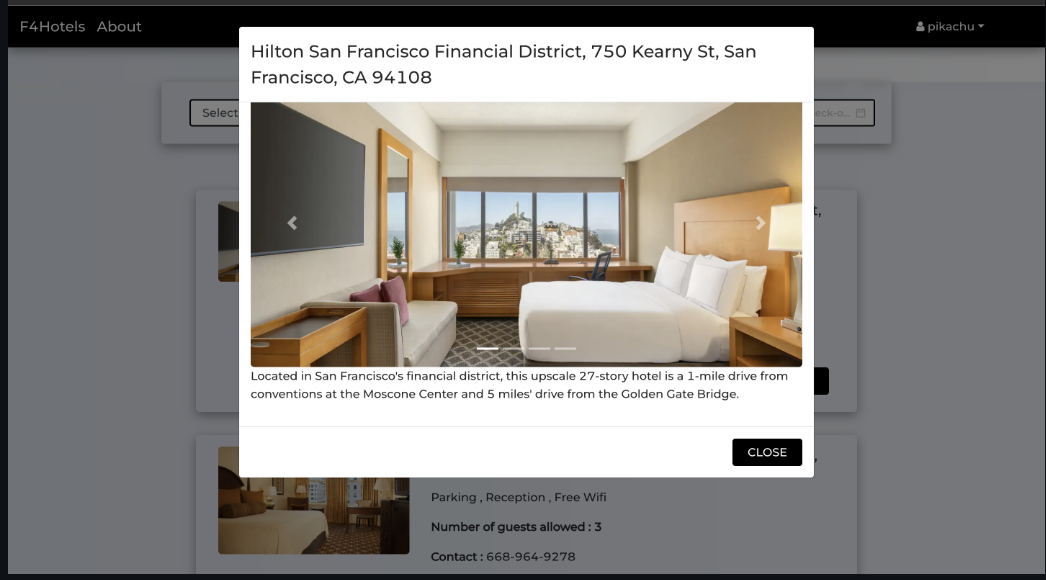 F4Hotels About
pikachu
Hilton San Francisco Financial District, 750 Kearny St, San
Francisco, CA 94108
Select
Located in San Francisco's financial district, this upscale 27-story hotel is a 1-mile drive from
conventions at the Moscone Center and 5 miles' drive from the Golden Gate Bridge.
CLOSE
Parking , Reception , Free Wifi
Number of guests allowed : 3
Contact : 668-964-9278